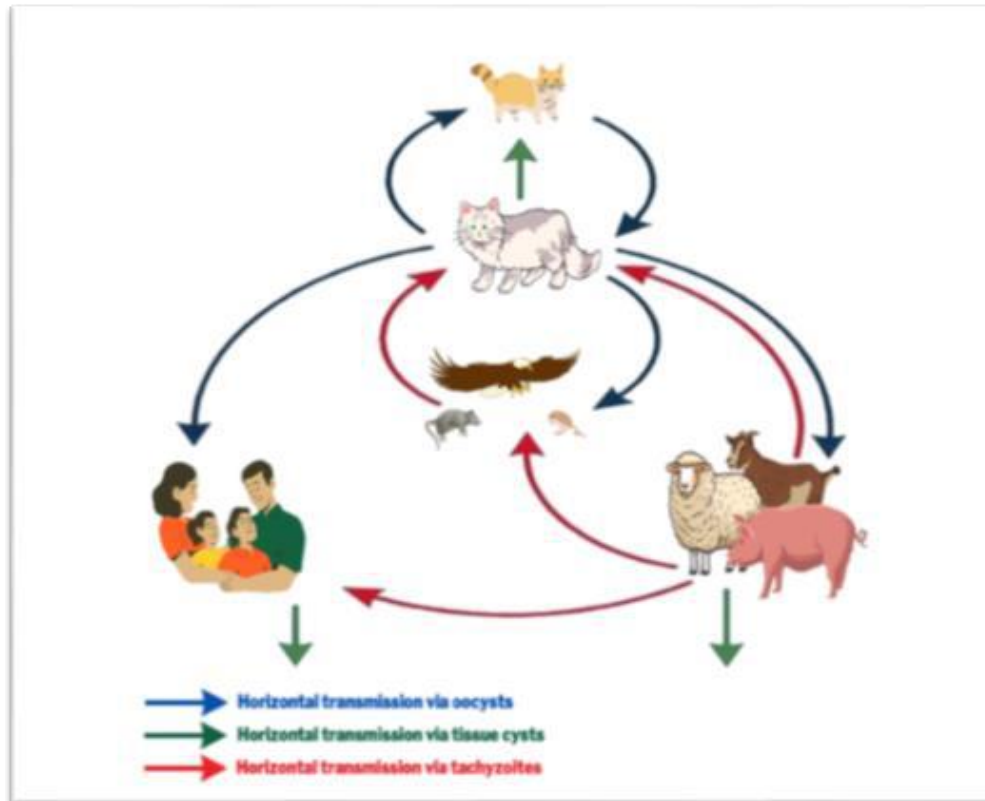 Horizontal transmission via oocysts
Horizontal transmission via tissue cysts
Horizontal transmission via tachyzoites